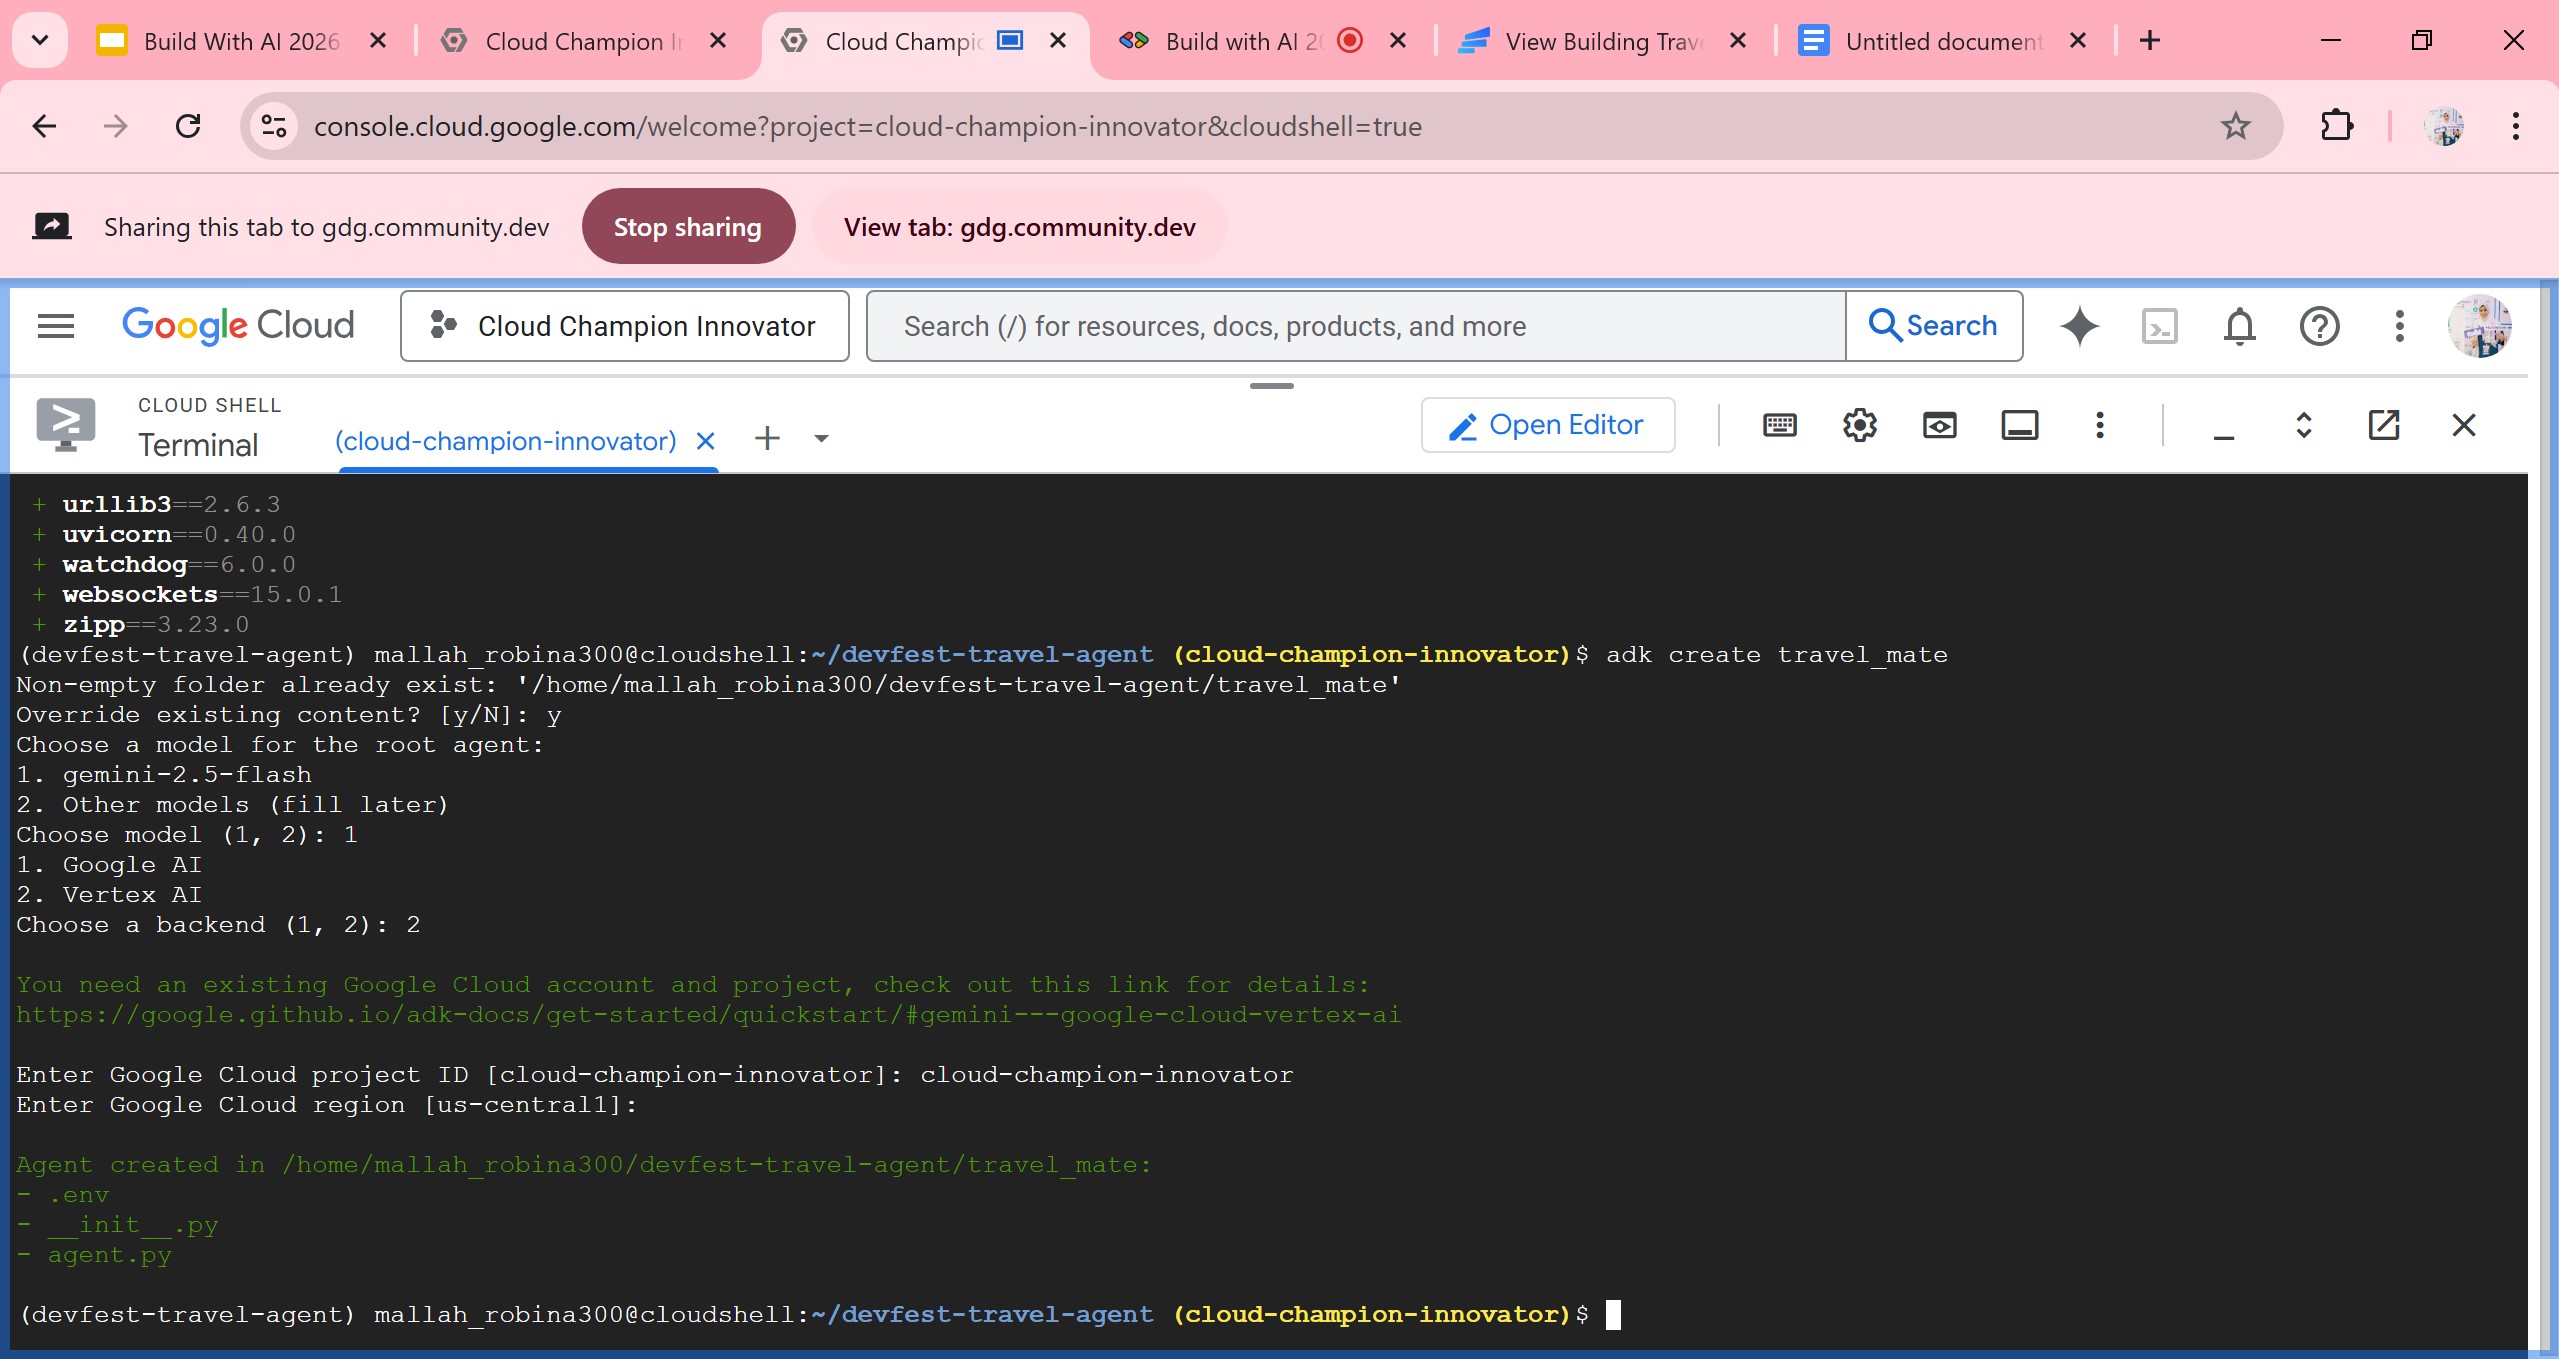 Build With AI 2026
Cloud Champion In
Cloud Champic
Build with AI 20
View Building Trave
Untitled document
console.cloud.google.com/welcome?project=cloud-champion-innovator&cloudshell=true
Sharing this tab to gdg.community.dev
Stop sharing
View tab: gdg.community.dev
Google Cloud
Cloud Champion Innovator
Search (/) for resources, docs, products, and more
Search
CLOUD SHELL
Terminal
(cloud-champion-innovator)
Open Editor
+ urllib3==2.6.3
+ uvicorn==0.40.0
+ watchdog==6.0.0
+ websockets==15.0.1
+ zipp==3.23.0
(devfest-travel-agent) mallah_robina300@cloudshell:~/devfest-travel-agent (cloud-champion-innovator)$ adk create travel_mate
Non-empty folder already exist: '/home/mallah_robina300/devfest-travel-agent/travel_mate'
Override existing content? [y/N]: y
Choose a model for the root agent:
1. gemini-2.5-flash
2. Other models (fill later)
Choose model (1, 2): 1
1. Google AI
2. Vertex AI
Choose a backend (1, 2): 2
You need an existing Google Cloud account and project, check out this link for details:
https://google.github.io/adk-docs/get-started/quickstart/#gemini---google-cloud-vertex-ai
Enter Google Cloud project ID [cloud-champion-innovator]: cloud-champion-innovator
Enter Google Cloud region [us-central1]:
Agent created in /home/mallah_robina300/devfest-travel-agent/travel_mate:
- .env
- __init__.py
- agent.py
(devfest-travel-agent) mallah_robina300@cloudshell:~/devfest-travel-agent (cloud-champion-innovator)$